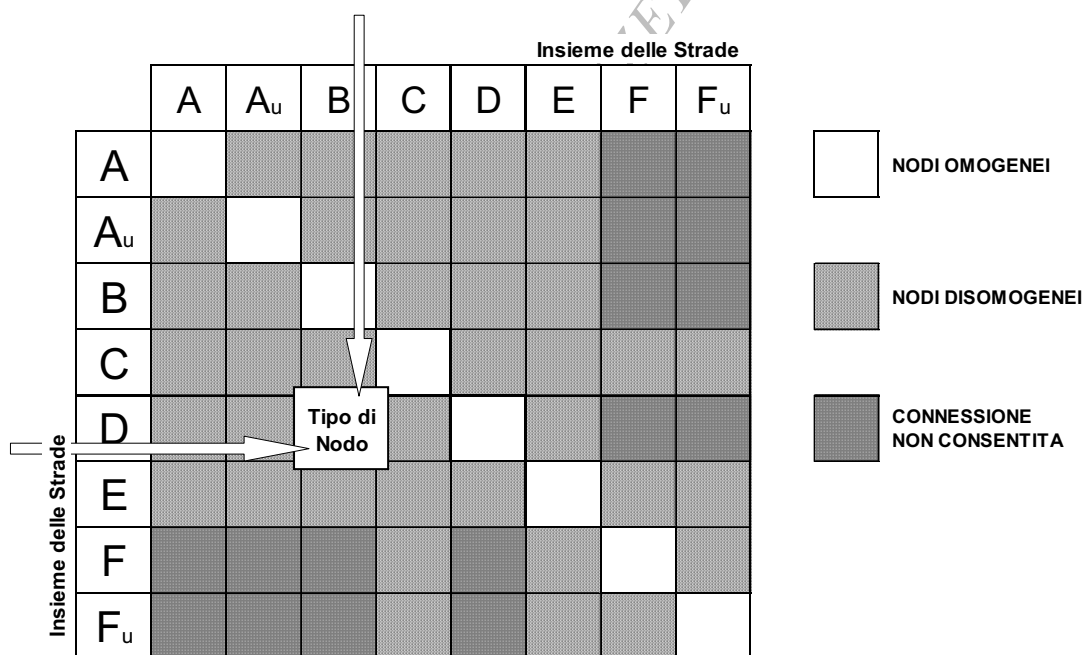 Insieme delle Strade
A Au B C D E F Fu
A
Au
B
C
D
E
F
Fu
Insieme delle Strade
Tipo di
Nodo
NODI OMOGENEI
NODI DISOMOGENEI
CONNESSIONE
NON CONSENTITA